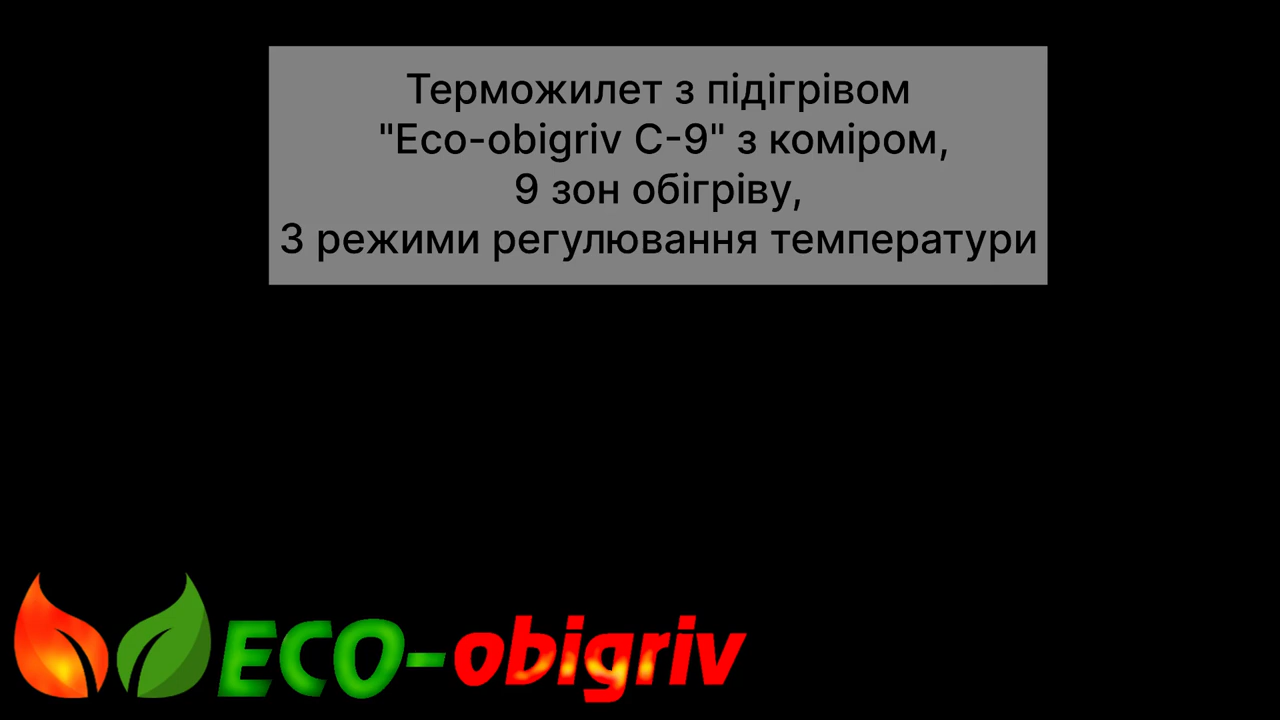 Терможилет з підігрівом
"Eco-obigriv C-9" з коміром,
9 зон обігріву,
3 режими регулювання температури
ECO-obigriv